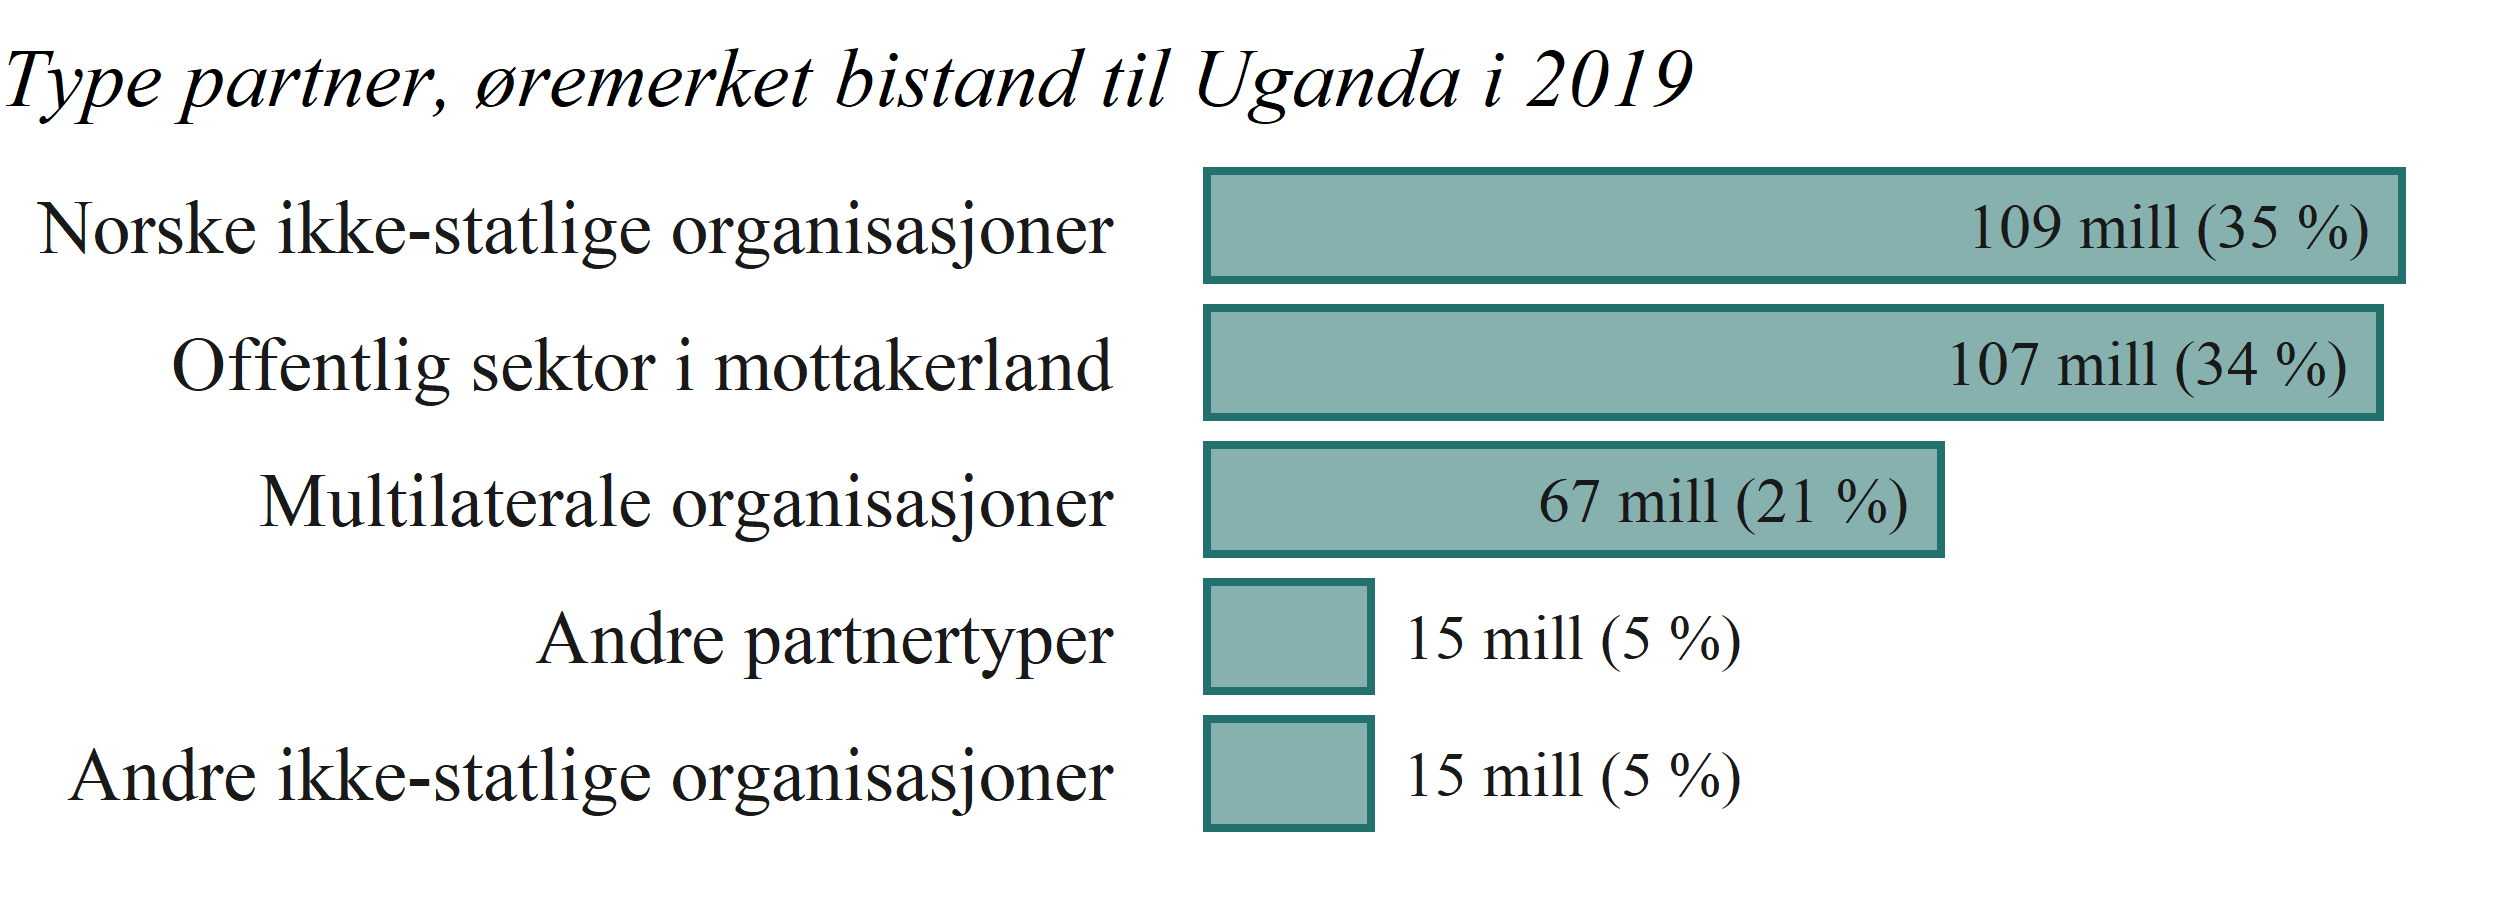 Type partner, øremerket bistand til Uganda i 2019
Norske ikke-statlige organisasjoner 109 mill (35 %)
Offentlig sektor i mottakerland 107 mill (34 %)
Multilaterale organisasjoner 67 mill (21 %)
Andre partnertyper 15 mill (5 %)
Andre ikke-statlige organisasjoner 15 mill (5 %)